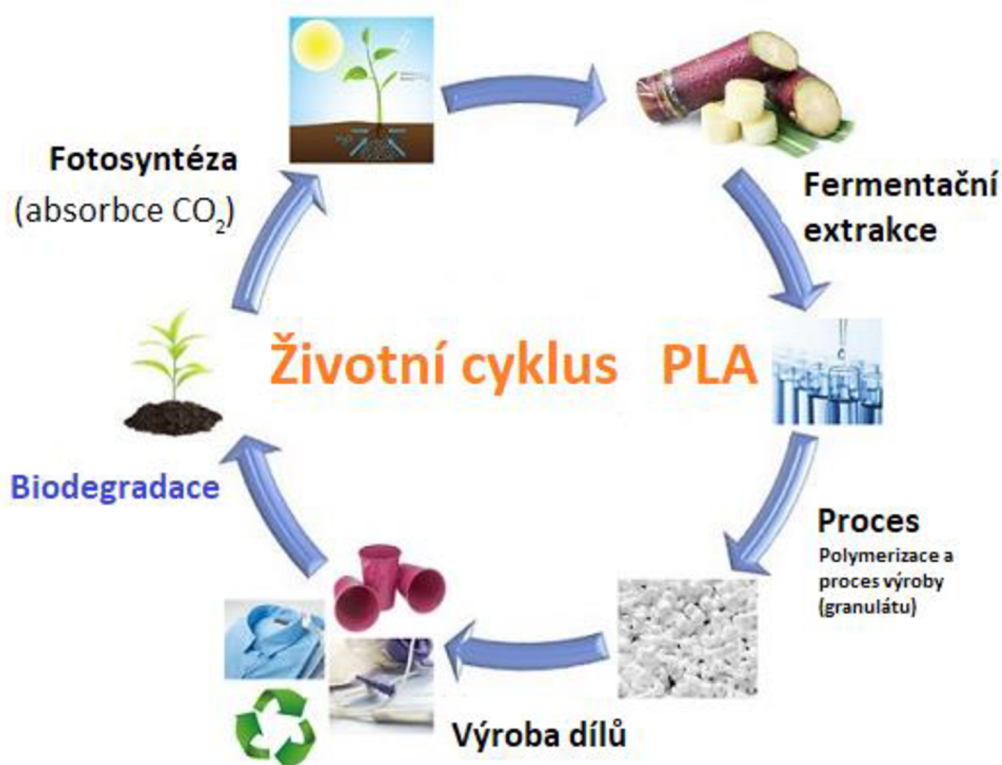 Fotosyntéza
(absorbce CO₂)
Fermentační
extrakce
Životní cyklus PLA
Biodegradace
Proces
Polymerizace a
proces výroby
(granulátu)
Výroba dílů